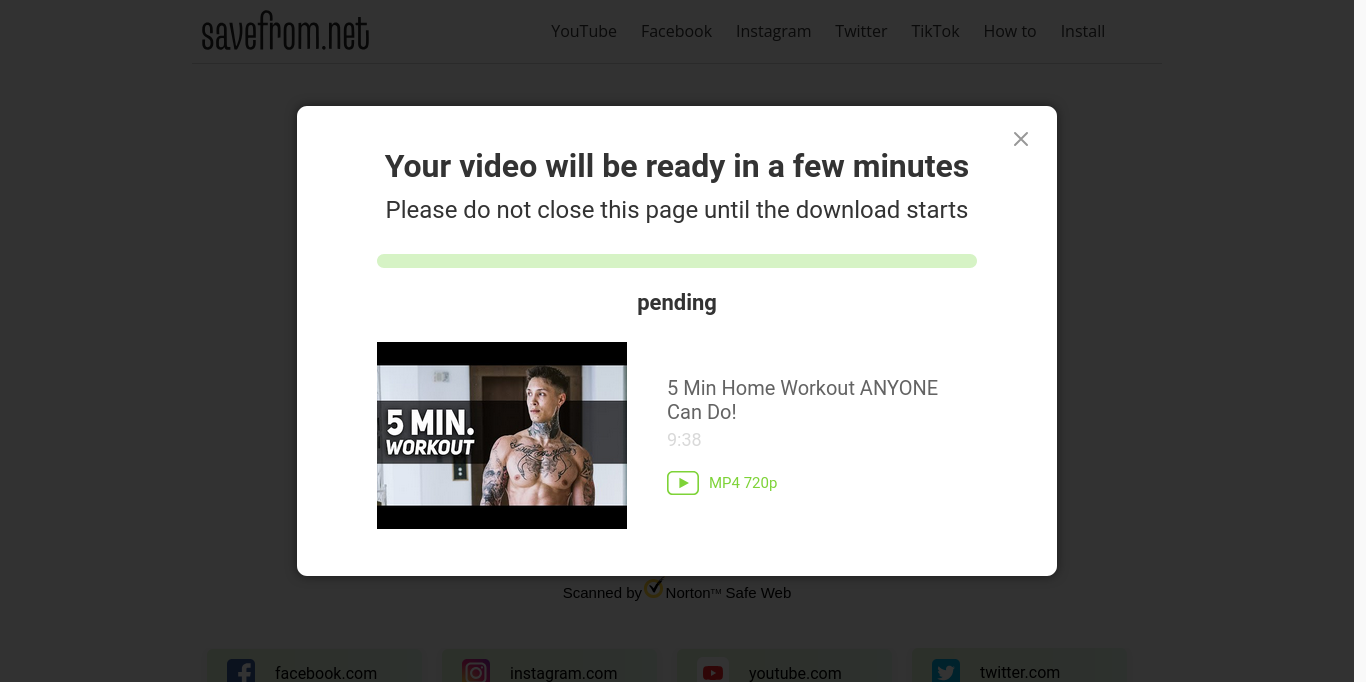 savefrom.net
YouTube Facebook Instagram Twitter TikTok How to Install
Your video will be ready in a few minutes
Please do not close this page until the download starts
pending
5 MIN.
WORKOUT
5 Min Home Workout ANYONE
Can Do!
9:38
MP4 720p
Scanned by Norton™ Safe Web
facebook.com instagram.com youtube.com twitter.com